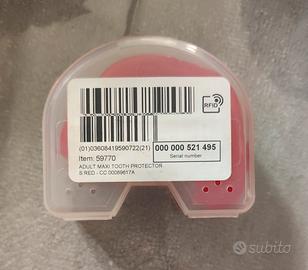 RFID
(01)03608419590722(21)
000 000 521 495
Serial number
Item: 59770
ADULT MAXI TOOTH PROTECTOR
S RED - CC 00089617A
subito